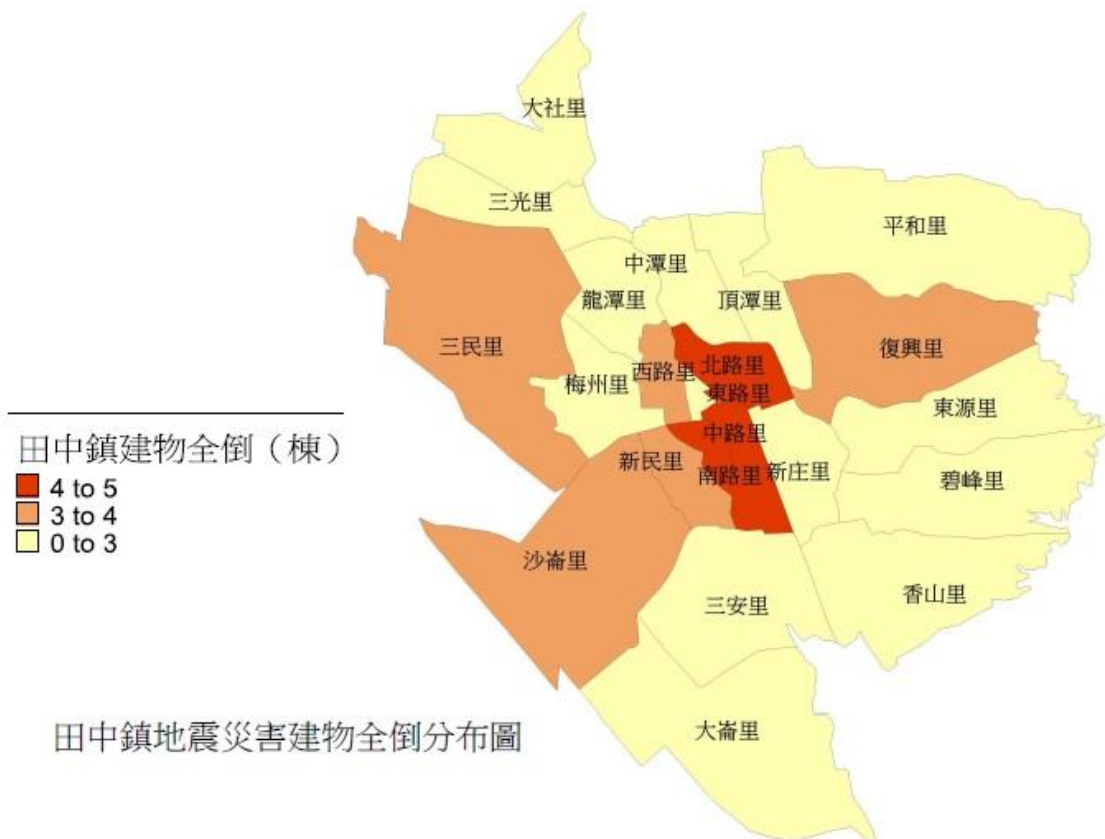 大社里
三光里
平和里
中潭里
龍潭里
頂潭里
三民里
復興里
北路里
西路里
梅州里
東路里
東源里
中路里
新民里
南路里
新庄里
碧峰里
沙崙里
三安里
香山里
大崙里
田中鎮建物全倒（棟）
4 to 5
3 to 4
0 to 3
田中鎮地震災害建物全倒分布圖